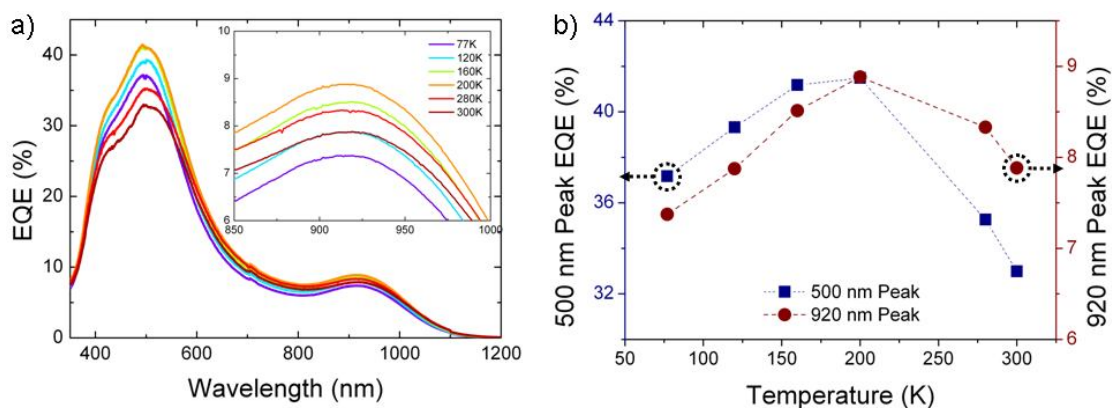 a)
EQE (%)
40
30
20
10
0
400
600
800
1000
1200
Wavelength (nm)
10
9
8
7
6
850
900
950
1000
77K
120K
160K
200K
280K
300K
b)
500 nm Peak EQE (%)
44
40
36
32
50
100
150
200
250
300
Temperature (K)
500 nm Peak
920 nm Peak
9
8
7
6
920 nm Peak EQE (%)